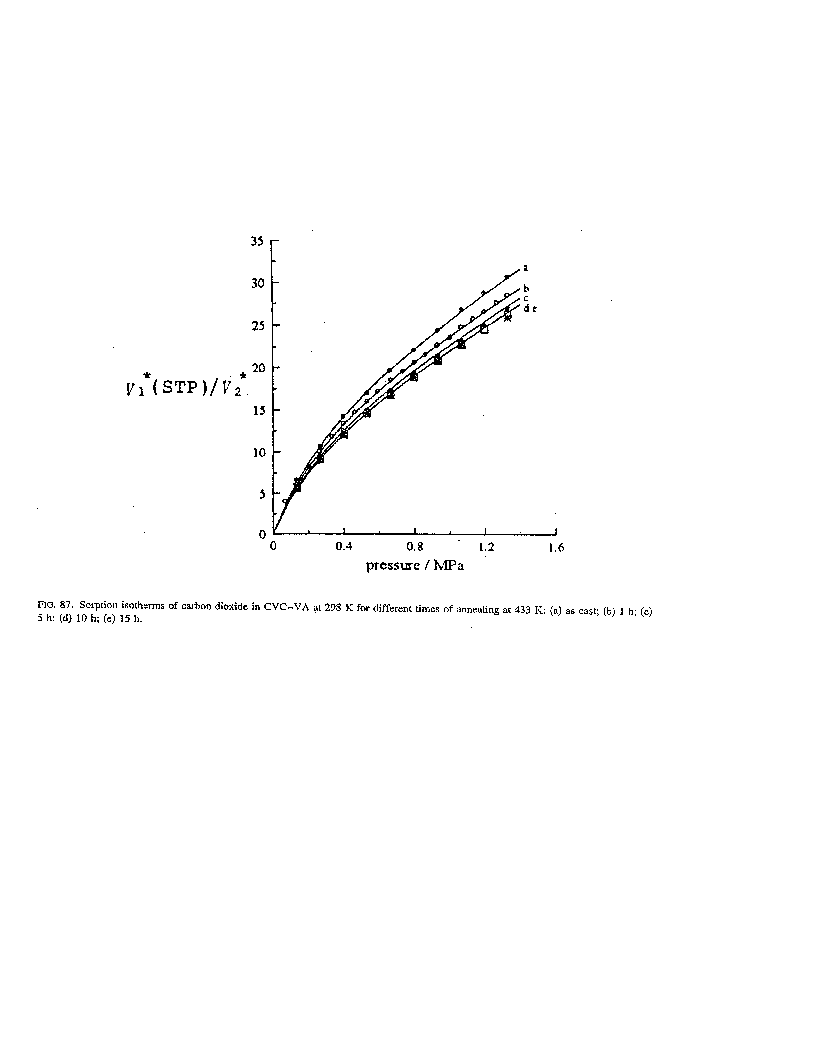 35
30
25
20
15
10
5
0
V1*(STP)/V2*
a
b
c
d e
0 0.4 0.8 1.2 1.6
pressure / MPa
FIG. 87. Sorption isotherms of carbon dioxide in CVC–VA at 298 K for different times of annealing at 433 K: (a) as cast; (b) 1 h; (c)
5 h; (d) 10 h; (e) 15 h.